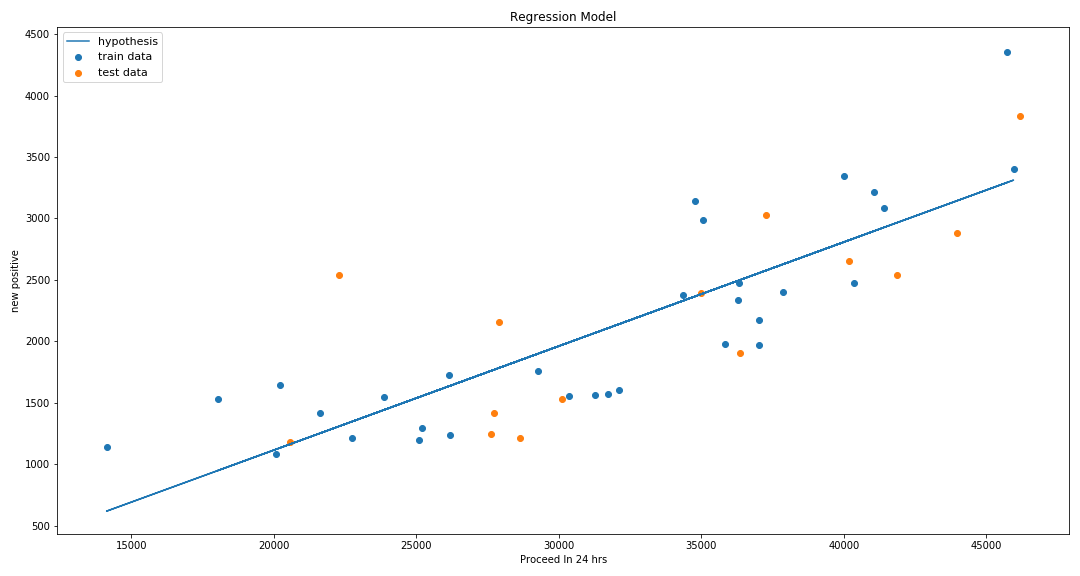 Regression Model
hypothesis
train data
test data
4500
4000
3500
3000
2500
2000
1500
1000
500
new positive
15000 20000 25000 30000 35000 40000 45000
Proceed In 24 hrs